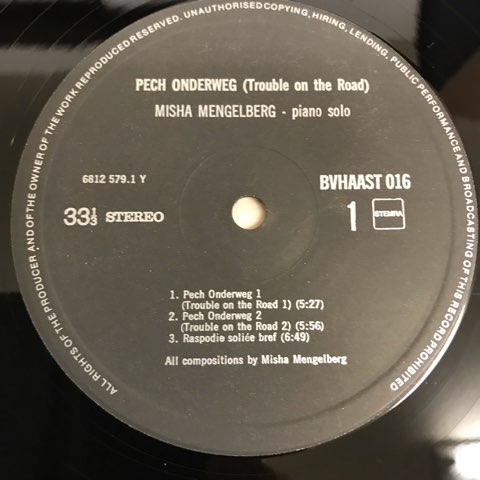 ALL RIGHTS OF THE PRODUCER AND OF THE OWNER OF THE WORK REPRODUCED RESERVED. UNAUTHORISED COPYING, HIRING, LENDING, PUBLIC PERFORMANCE AND BROADCASTING OF THIS RECORD PROHIBITED
PECH ONDERWEG (Trouble on the Road)
MISHA MENGELBERG - piano solo
6812 579.1 Y
BVHAAST 016
33⅓ STEREO
1 STEMRA
1. Pech Onderweg 1
(Trouble on the Road 1) (5:27)
2. Pech Onderweg 2
(Trouble on the Road 2) (5:56)
3. Raspodie soliée bref (6:49)
All compositions by Misha Mengelberg